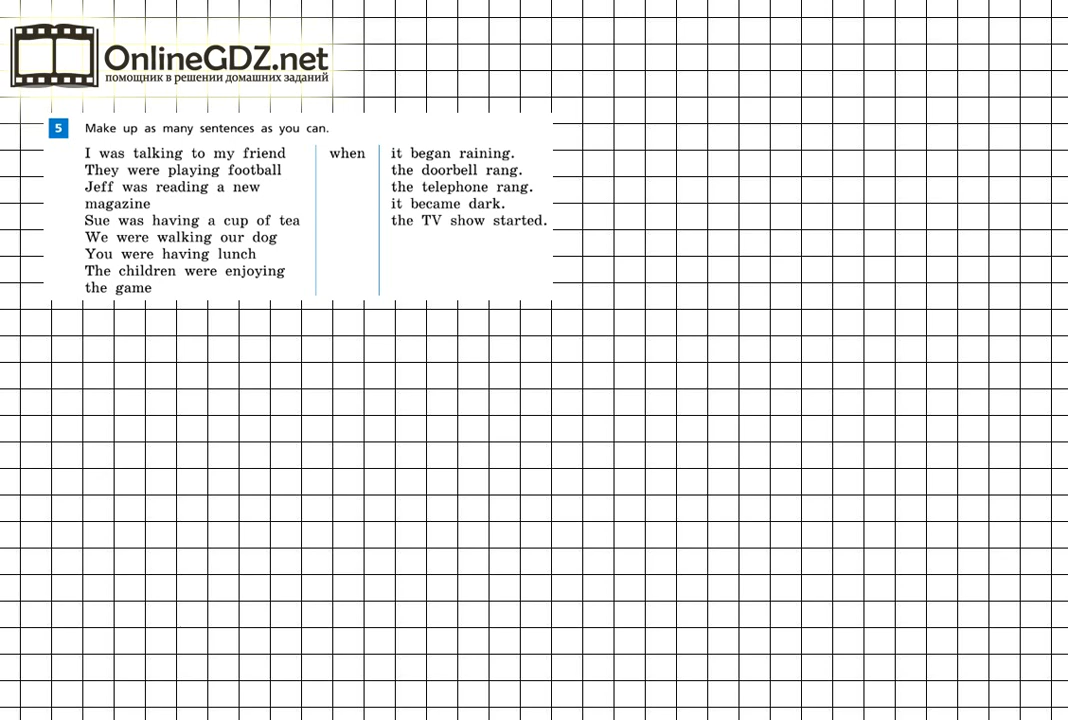 OnlineGDZ.net
помощник в решении домашних заданий
5 Make up as many sentences as you can.
I was talking to my friend
They were playing football
Jeff was reading a new
magazine
Sue was having a cup of tea
We were walking our dog
You were having lunch
The children were enjoying
the game
when
it began raining.
the doorbell rang.
the telephone rang.
it became dark.
the TV show started.